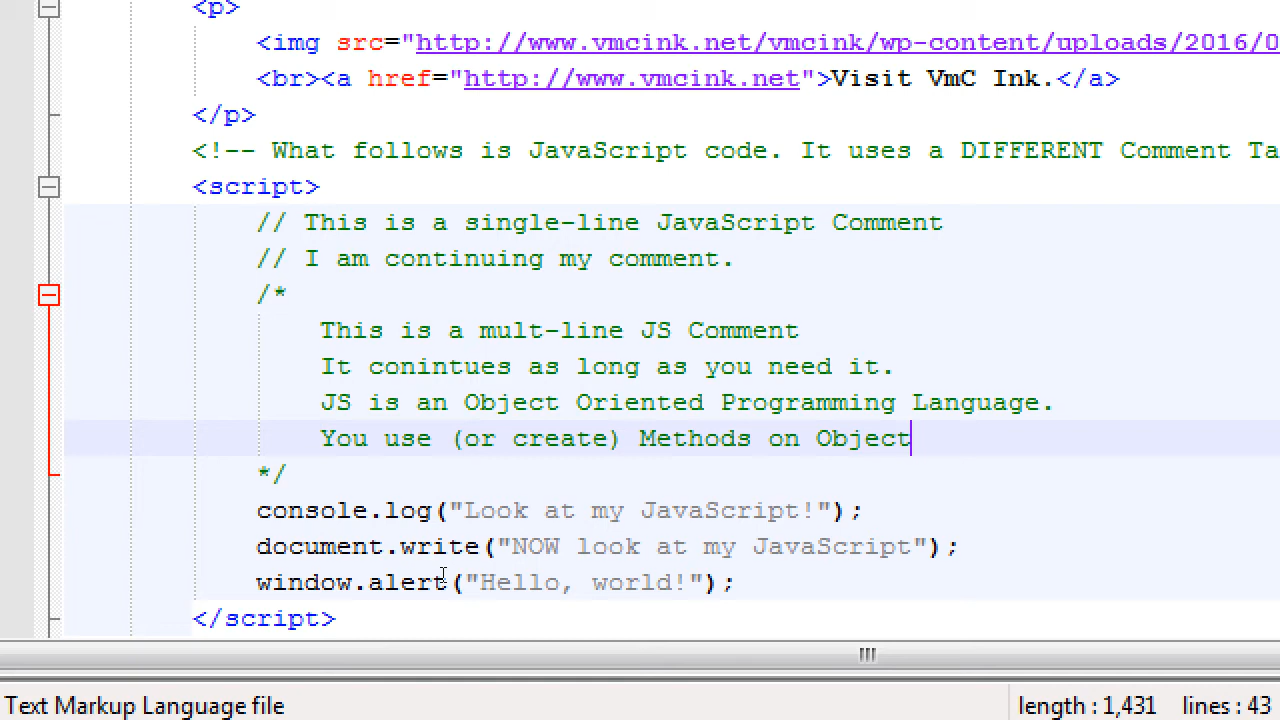 <p>
<img src="http://www.vmcink.net/vmcink/wp-content/uploads/2016/0
<br><a href="http://www.vmcink.net">Visit VmC Ink.</a>
</p>
<!-- What follows is JavaScript code. It uses a DIFFERENT Comment Ta
<script>
// This is a single-line JavaScript Comment
// I am continuing my comment.
/*
This is a mult-line JS Comment
It conintues as long as you need it.
JS is an Object Oriented Programming Language.
You use (or create) Methods on Object
*/
console.log("Look at my JavaScript!");
document.write("NOW look at my JavaScript");
window.alert("Hello, world!");
</script>
Text Markup Language file length : 1,431 lines : 43